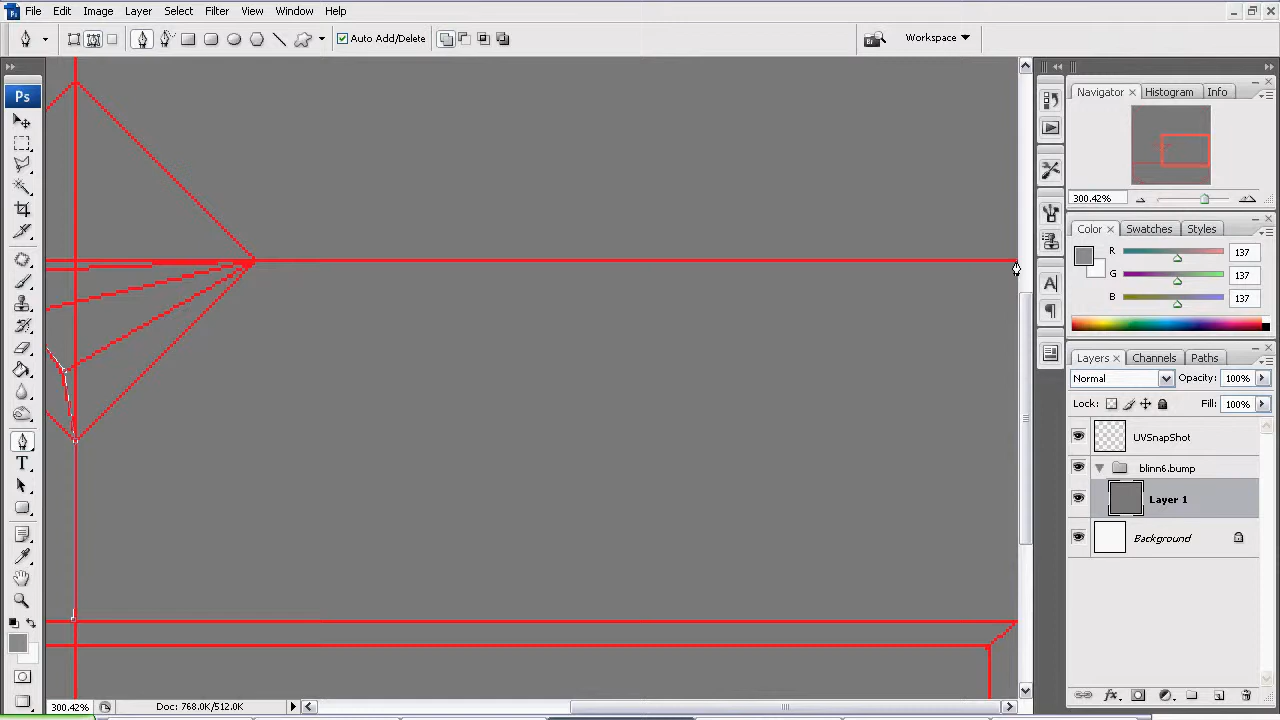 File Edit Image Layer Select Filter View Window Help
Auto Add/Delete
Workspace
Ps
Navigator Histogram Info
300.42%
Color Swatches Styles
R 137
G 137
B 137
Layers Channels Paths
Normal Opacity: 100%
Lock: Fill: 100%
UVSnapShot
blinn6.bump
Layer 1
Background
300.42% Doc: 768.0K/512.0K